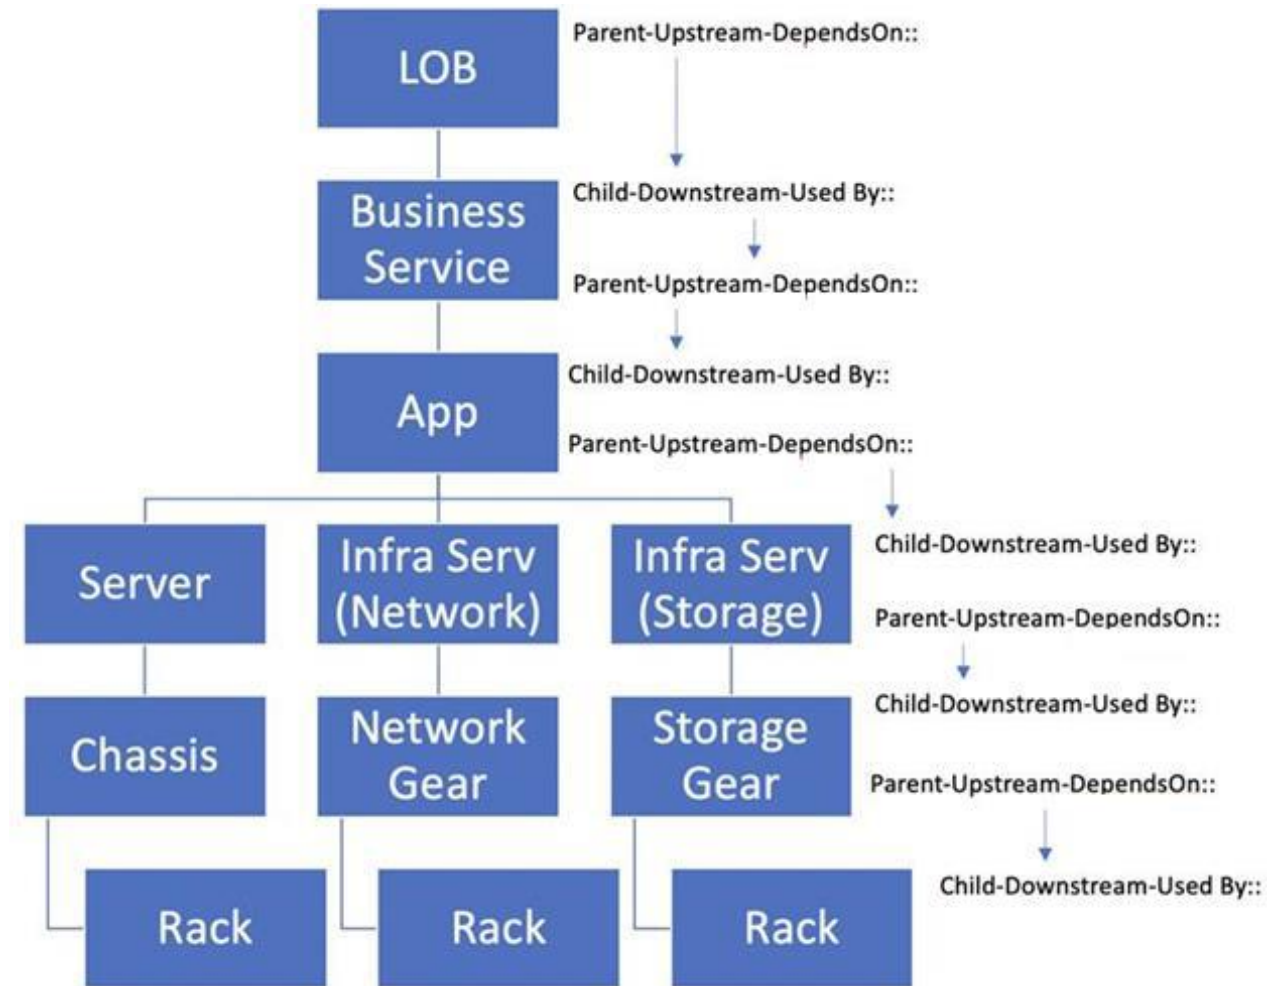 LOB
Parent-Upstream-DependsOn::
Business
Service
Child-Downstream-Used By::
Parent-Upstream-DependsOn::
App
Child-Downstream-Used By::
Parent-Upstream-DependsOn::
Server
Infra Serv
(Network)
Infra Serv
(Storage)
Child-Downstream-Used By::
Parent-Upstream-DependsOn::
Chassis
Network
Gear
Storage
Gear
Child-Downstream-Used By::
Parent-Upstream-DependsOn::
Rack
Rack
Rack
Child-Downstream-Used By::